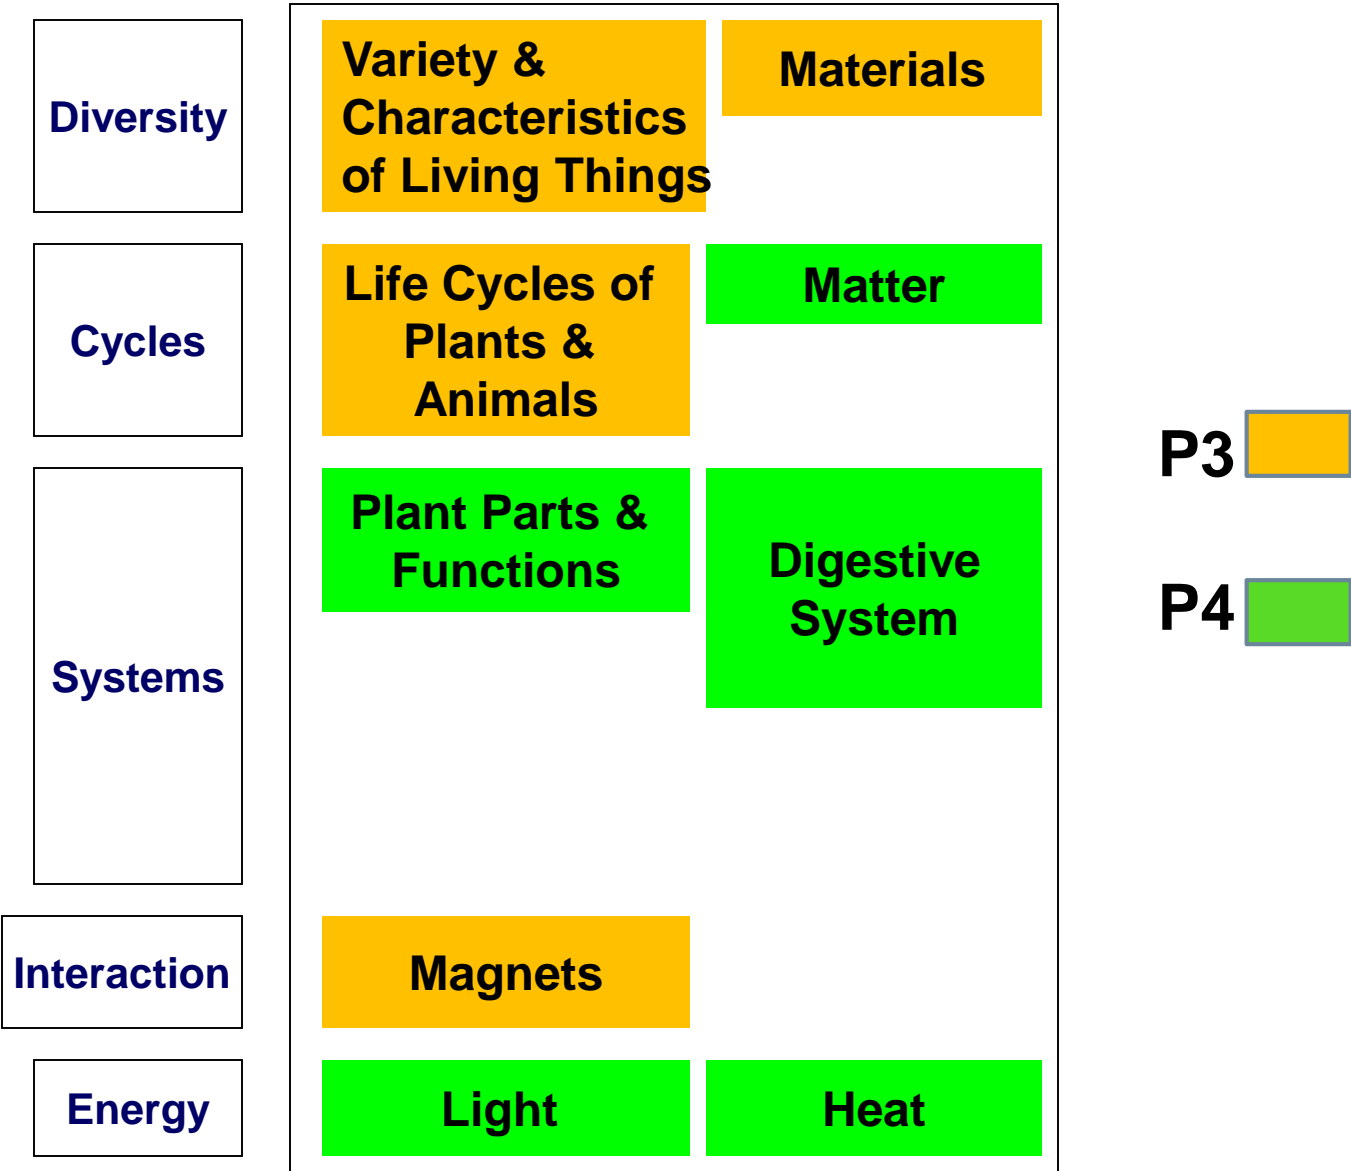 Diversity
Variety &
Characteristics
of Living Things
Materials
Cycles
Life Cycles of
Plants &
Animals
Matter
Systems
Plant Parts &
Functions
Digestive
System
Interaction
Magnets
Energy
Light
Heat
P3
P4